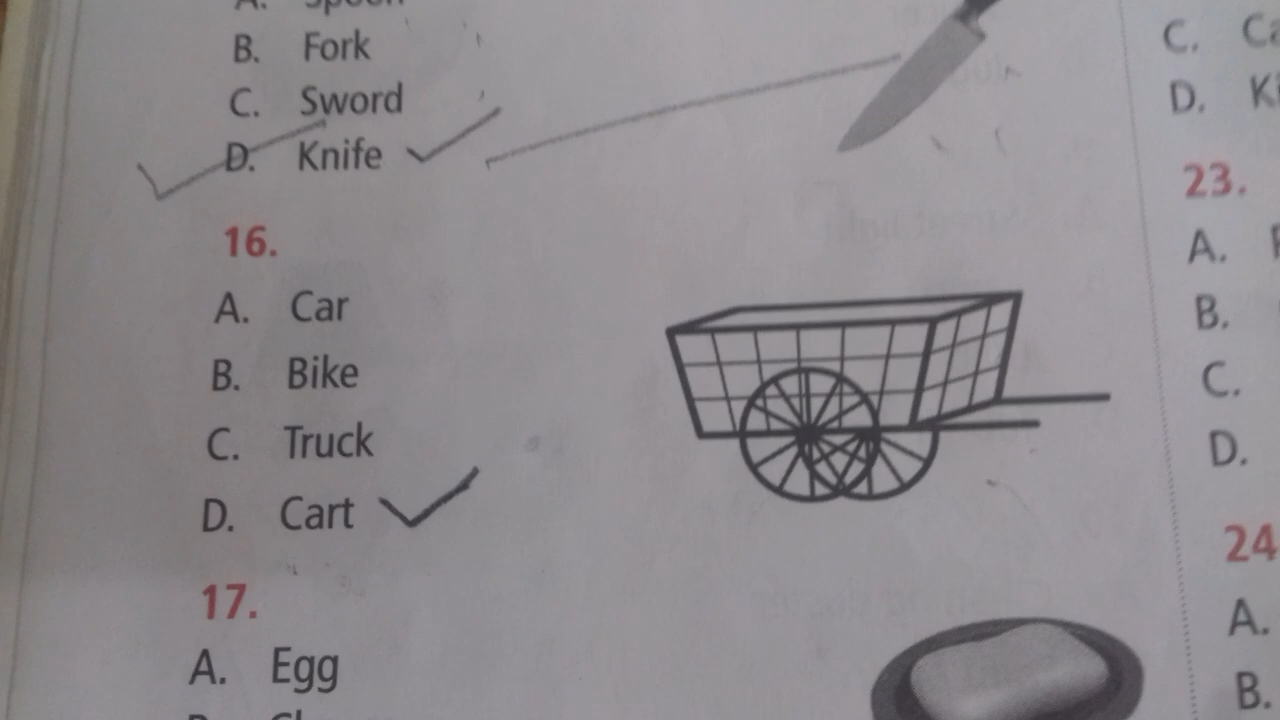 B. Fork
C. Sword
D. Knife
16.
A. Car
B. Bike
C. Truck
D. Cart
17.
A. Egg
C.
D.
23.
A.
B.
C.
D.
24
A.
B.